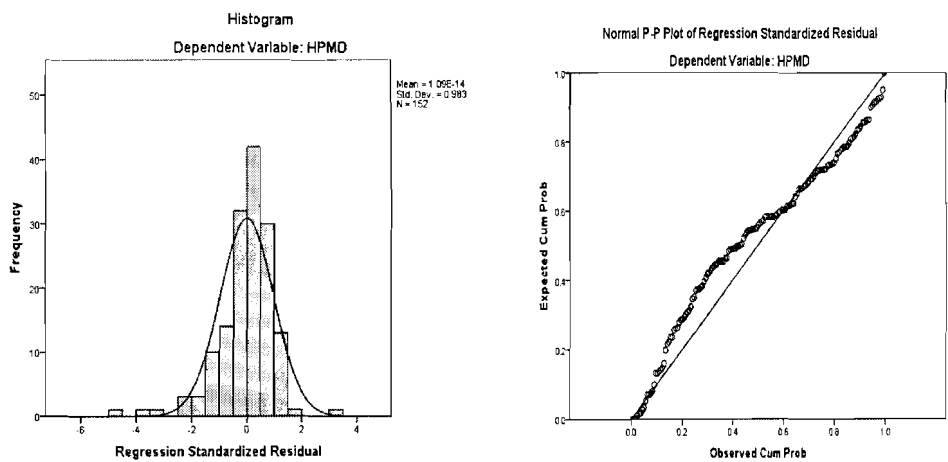 Histogram
Dependent Variable: HPMD
Mean = 1.09E-14
Std. Dev. = 0.983
N = 152
50
40
30
20
10
0
Frequency
-6
-4
-2
0
2
4
Regression Standardized Residual
Normal P-P Plot of Regression Standardized Residual
Dependent Variable: HPMD
1.0
0.8
0.6
0.4
0.2
0.0
Expected Cum Prob
0.0
0.2
0.4
0.6
0.8
1.0
Observed Cum Prob